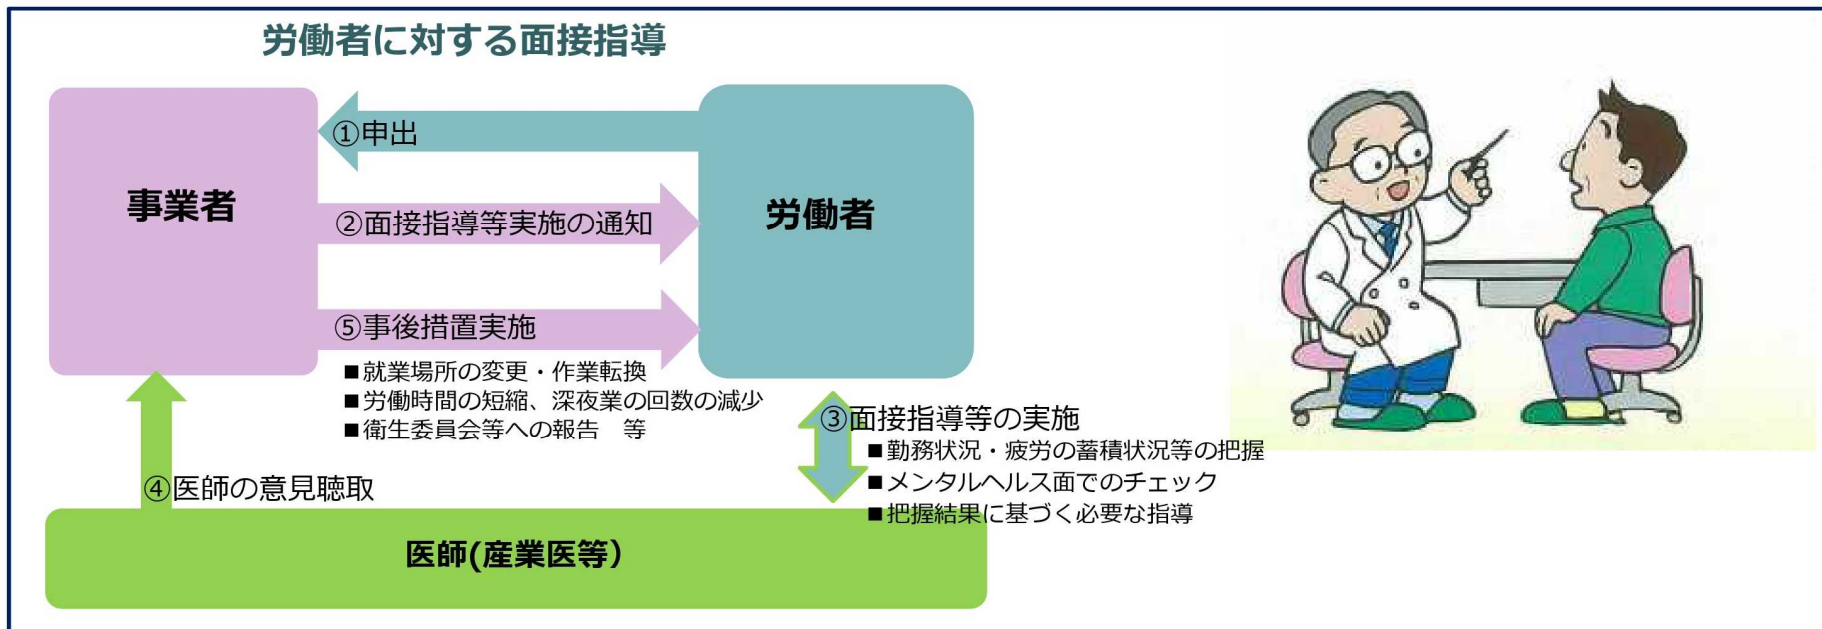 労働者に対する面接指導
事業者
労働者
①申出
②面接指導等実施の通知
⑤事後措置実施
■就業場所の変更・作業転換
■労働時間の短縮、深夜業の回数の減少
■衛生委員会等への報告　等
③面接指導等の実施
■勤務状況・疲労の蓄積状況等の把握
■メンタルヘルス面でのチェック
■把握結果に基づく必要な指導
④医師の意見聴取
医師(産業医等）